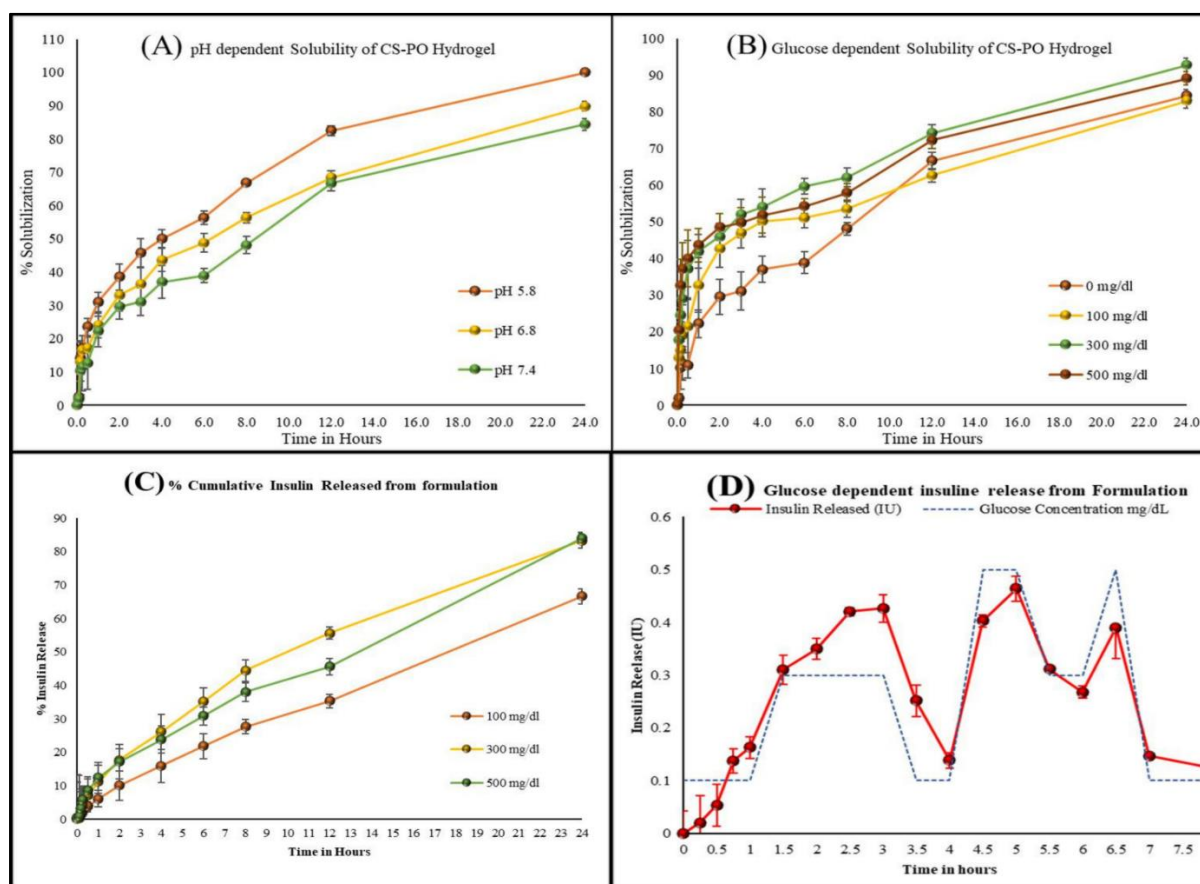 (A) pH dependent Solubility of CS-PO Hydrogel
110
100
90
80
70
60
50
40
30
20
10
0
% Solubilization
pH 5.8
pH 6.8
pH 7.4
0.0 2.0 4.0 6.0 8.0 10.0 12.0 14.0 16.0 18.0 20.0 22.0 24.0
Time in Hours
(B) Glucose dependent Solubility of CS-PO Hydrogel
100
90
80
70
60
50
40
30
20
10
0
% Solubilization
0 mg/dl
100 mg/dl
300 mg/dl
500 mg/dl
0.0 2.0 4.0 6.0 8.0 10.0 12.0 14.0 16.0 18.0 20.0 22.0 24.0
Time in Hours
(C) % Cumulative Insulin Released from formulation
90
80
70
60
50
40
30
20
10
0
% Insulin Release
100 mg/dl
300 mg/dl
500 mg/dl
0 1 2 3 4 5 6 7 8 9 10 11 12 13 14 15 16 17 18 19 20 21 22 23 24
Time in Hours
(D) Glucose dependent insuline release from Formulation
Insulin Released (IU) Glucose Concentration mg/dL
0.6
0.5
0.4
0.3
0.2
0.1
0
Insulin Reelase (IU)
0 0.5 1 1.5 2 2.5 3 3.5 4 4.5 5 5.5 6 6.5 7 7.5
Time in hours